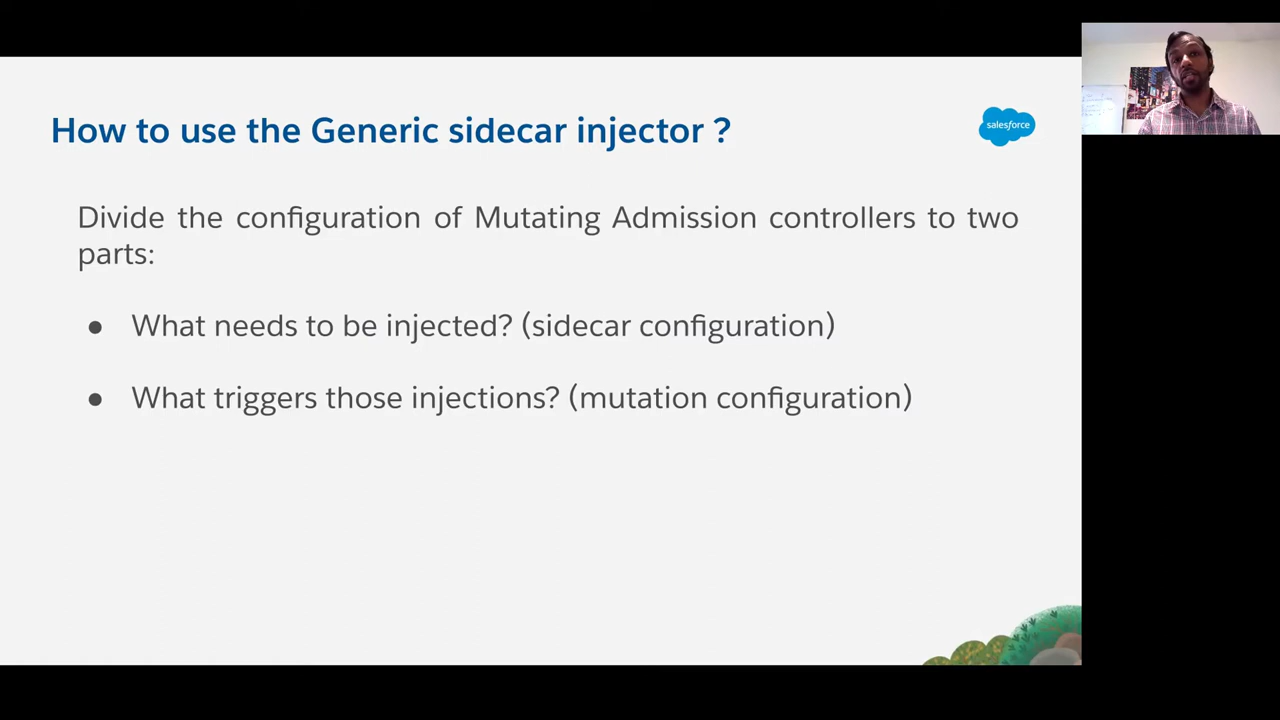 How to use the Generic sidecar injector ?
salesforce
Divide the configuration of Mutating Admission controllers to two
parts:
● What needs to be injected? (sidecar configuration)
● What triggers those injections? (mutation configuration)